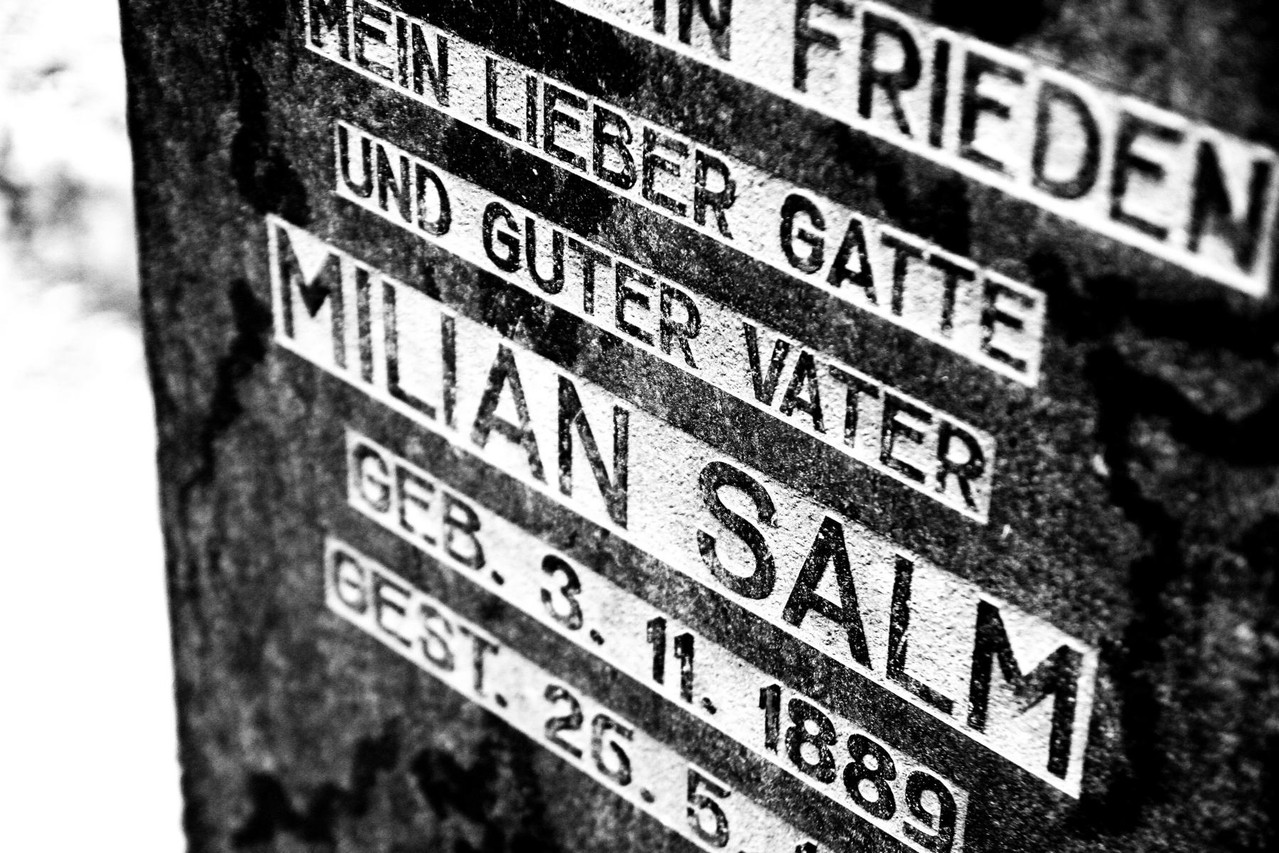 IN FRIEDEN
MEIN LIEBER GATTE
UND GUTER VATER
MILIAN SALM
GEB. 3. 11. 1889
GEST. 26. 5.